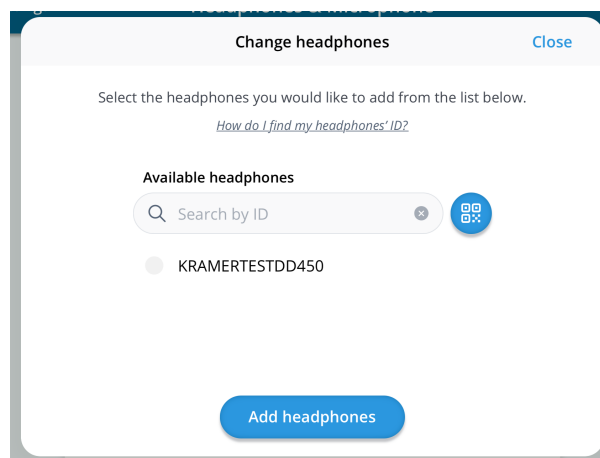 Change headphones
Close
Select the headphones you would like to add from the list below.
How do I find my headphones' ID?
Available headphones
Search by ID
KRAMERTESTDD450
Add headphones